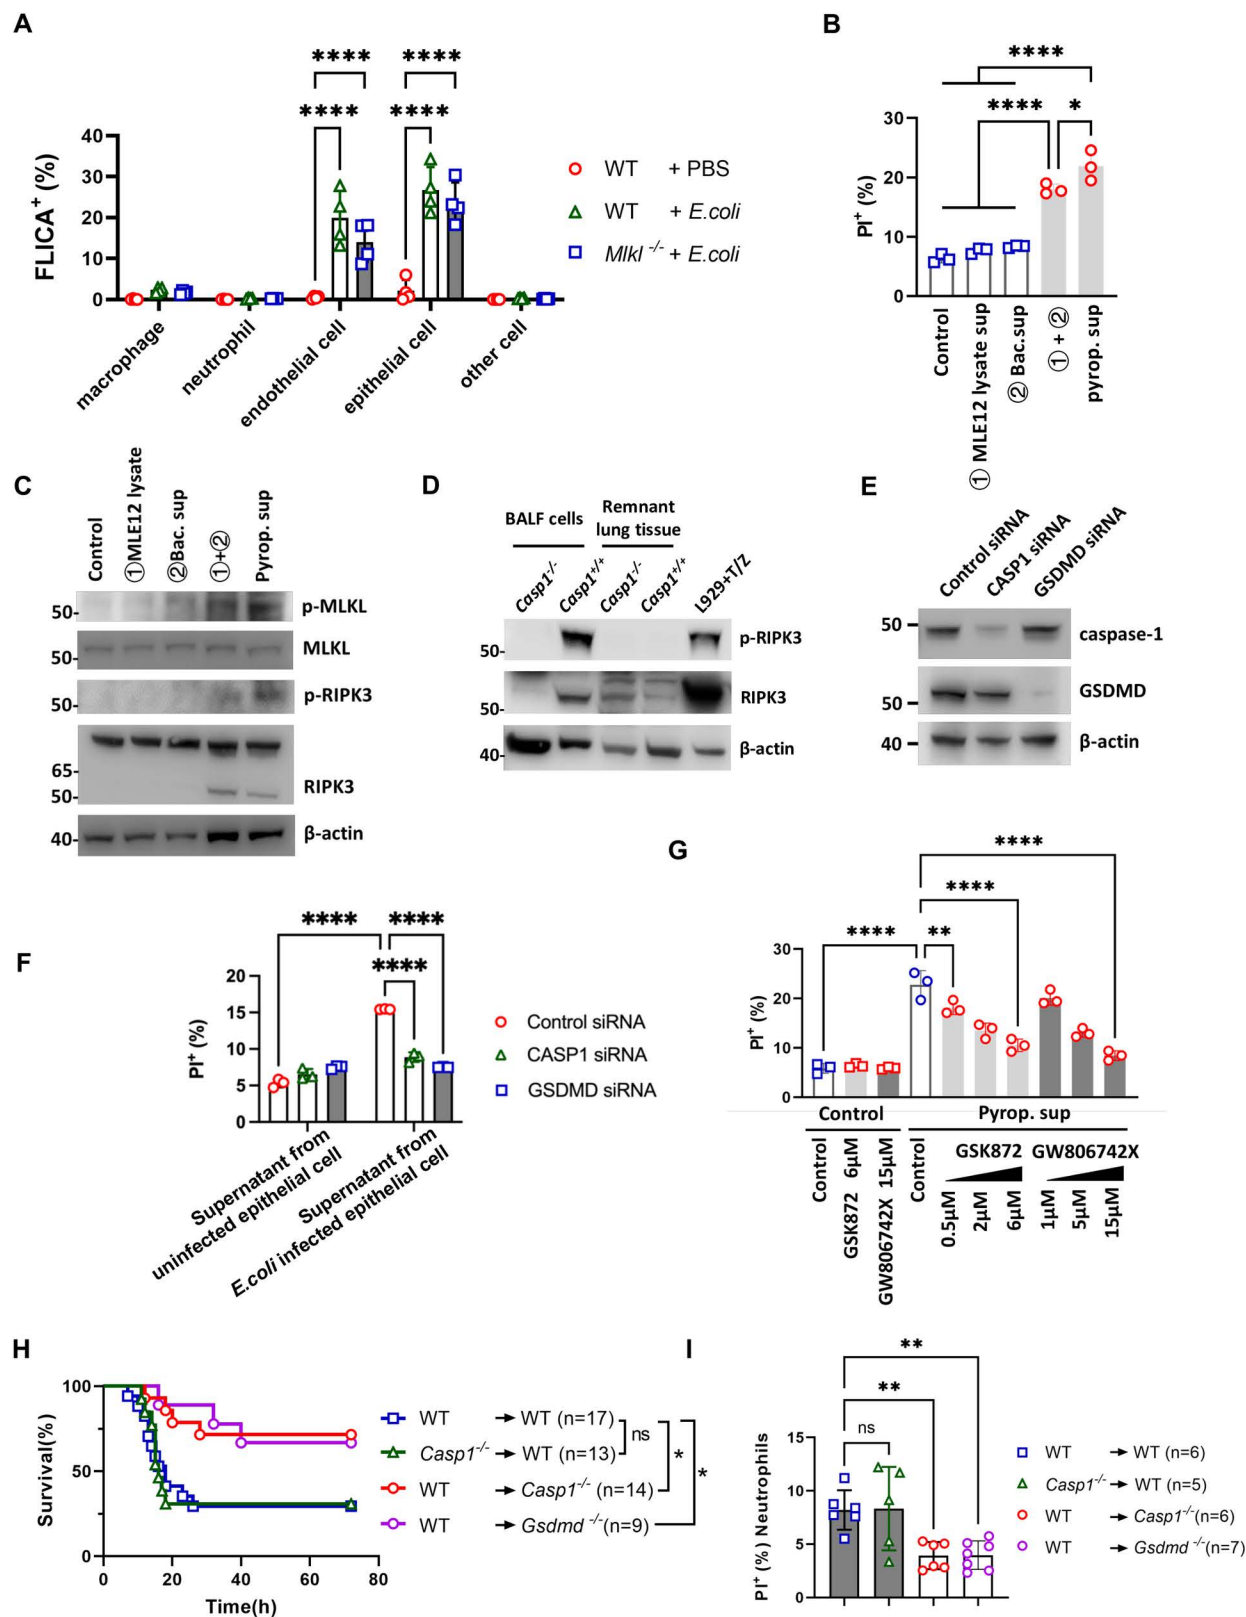 A
****
****
****
****
FLICA+ (%)
40
30
20
10
0
macrophage
neutrophil
endothelial cell
epithelial cell
other cell
WT + PBS
WT + E.coli
Mlkl -/- + E.coli
B
****
****
*
PI+ (%)
30
20
10
0
Control
① MLE12 lysate sup
② Bac.sup
① + ②
pyrop. sup
C
Control
①MLE12 lysate
②Bac. sup
①+②
Pyrop. sup
50-
p-MLKL
50-
MLKL
p-RIPK3
65-
50-
RIPK3
40-
β-actin
D
BALF cells
Remnant
lung tissue
Casp1-/-
Casp1+/+
Casp1-/-
Casp1+/+
L929+T/Z
50-
p-RIPK3
50-
RIPK3
40-
β-actin
E
Control siRNA
CASP1 siRNA
GSDMD siRNA
50
caspase-1
50
GSDMD
40
β-actin
F
****
****
****
PI+ (%)
20
15
10
5
0
Supernatant from
uninfected epithelial cell
Supernatant from
E.coli infected epithelial cell
Control siRNA
CASP1 siRNA
GSDMD siRNA
G
****
****
****
**
PI+ (%)
30
20
10
0
Control
Pyrop. sup
Control
GSK872 6μM
GW806742X 15μM
Control
GSK872
GW806742X
0.5μM
2μM
6μM
1μM
5μM
15μM
H
Survival(%)
100
50
0
0
20
40
60
80
Time(h)
WT → WT (n=17)
Casp1-/- → WT (n=13)
WT → Casp1-/- (n=14)
WT → Gsdmd -/-(n=9)
ns
*
*
I
**
**
ns
PI+ (%) Neutrophils
15
10
5
0
WT → WT (n=6)
Casp1-/- → WT (n=5)
WT → Casp1-/-(n=6)
WT → Gsdmd -/-(n=7)